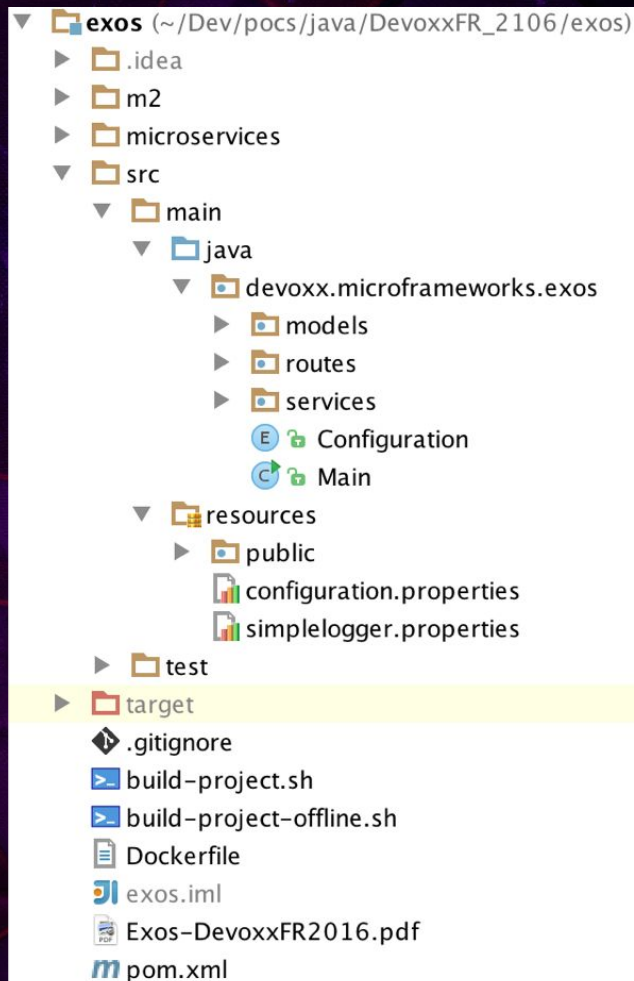 exos (~/Dev/pocs/java/DevoxxFR_2106/exos)
.idea
m2
microservices
src
main
java
devoxx.microframeworks.exos
models
routes
services
E Configuration
C Main
resources
public
configuration.properties
simplelogger.properties
test
target
.gitignore
build-project.sh
build-project-offline.sh
Dockerfile
exos.iml
Exos-DevoxxFR2016.pdf
pom.xml